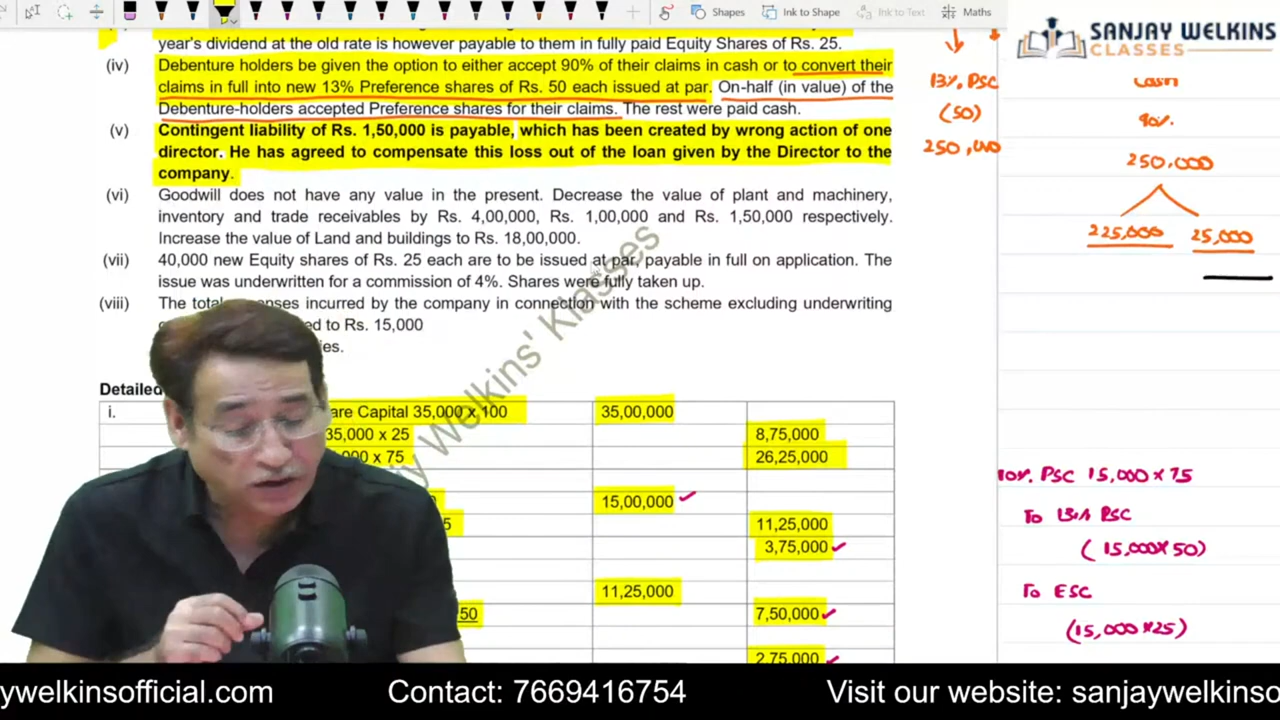 Shapes
Ink to Shape
Ink to Text
Maths
SANJAY WELKINS
CLASSES
year's dividend at the old rate is however payable to them in fully paid Equity Shares of Rs. 25.
(iv) Debenture holders be given the option to either accept 90% of their claims in cash or to convert their
claims in full into new 13% Preference shares of Rs. 50 each issued at par. On-half (in value) of the
Debenture-holders accepted Preference shares for their claims. The rest were paid cash.
(v) Contingent liability of Rs. 1,50,000 is payable, which has been created by wrong action of one
director. He has agreed to compensate this loss out of the loan given by the Director to the
company.
(vi) Goodwill does not have any value in the present. Decrease the value of plant and machinery,
inventory and trade receivables by Rs. 4,00,000, Rs. 1,00,000 and Rs. 1,50,000 respectively.
Increase the value of Land and buildings to Rs. 18,00,000.
(vii) 40,000 new Equity shares of Rs. 25 each are to be issued at par, payable in full on application. The
issue was underwritten for a commission of 4%. Shares were fully taken up.
(viii) The total expenses incurred by the company in connection with the scheme excluding underwriting
ed to Rs. 15,000
ies.
Detailed
i. are Capital 35,000 x 100 35,00,000
35,000 x 25 8,75,000
x 75 26,25,000
15,00,000
5 11,25,000
3,75,000
11,25,000
50 7,50,000
2,75,000
13% PSC
(50)
250,000
cash
90%
250,000
225,000 25,000
10% PSC 15,000 x 75
To 13% PSC
(15,000x50)
To ESC
(15,000x25)
Welkins' Klasses
ywelkinsofficial.com
Contact: 7669416754
Visit our website: sanjaywelkinso